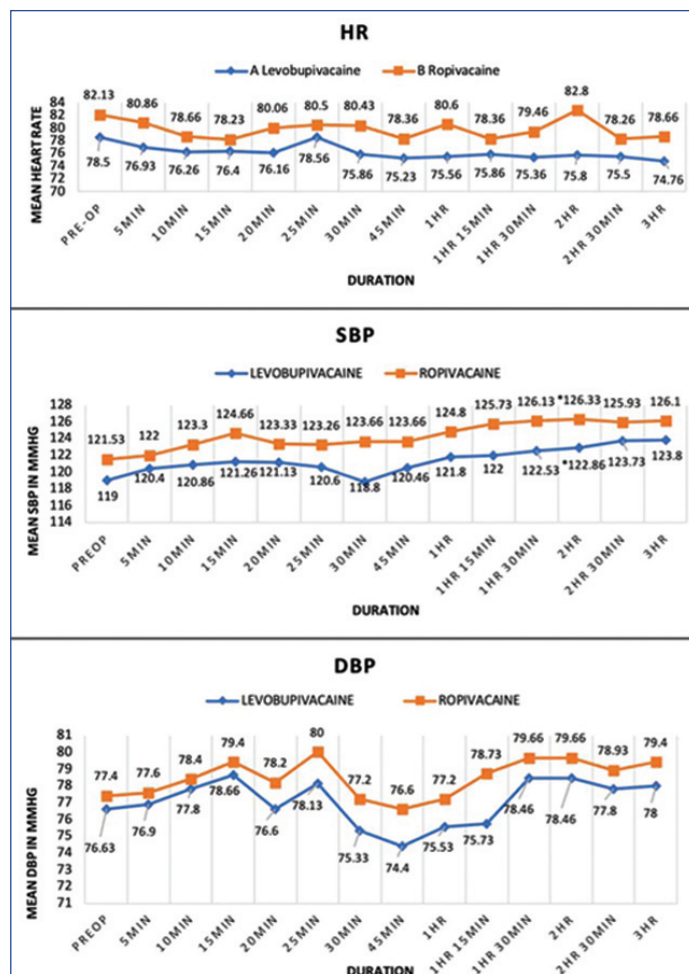 HR
A Levobupivacaine B Ropivacaine
MEAN HEART RATE
84
82
80
78
76
74
72
70
82.13 80.86 78.66 78.23 80.06 80.5 80.43 78.36 80.6 78.36 79.46 82.8 78.26 78.66
78.5 76.93 76.26 76.4 76.16 78.56 75.86 75.23 75.56 75.86 75.36 75.8 75.5 74.76
PRE-OP 5MIN 10MIN 15MIN 20MIN 25MIN 30MIN 45MIN 1HR 1HR 15MIN 1HR 30MIN 2HR 2HR 30MIN 3HR
DURATION
SBP
LEVOBUPIVACAINE ROPIVACAINE
MEAN SBP IN MMHG
128
126
124
122
120
118
116
114
121.53 122 123.3 124.66 123.33 123.26 123.66 123.66 124.8 125.73 126.13 *126.33 125.93 126.1
119 120.4 120.86 121.26 121.13 120.6 118.8 120.46 121.8 122 122.53 *122.86 123.73 123.8
PREOP 5MIN 10MIN 15MIN 20MIN 25MIN 30MIN 45MIN 1HR 1HR 15MIN 1HR 30MIN 2HR 2HR 30MIN 3HR
DURATION
DBP
LEVOBUPIVACAINE ROPIVACAINE
MEAN DBP IN MMHG
81
80
79
78
77
76
75
74
73
72
71
77.4 77.6 78.4 79.4 78.2 80 77.2 76.6 77.2 78.73 79.66 79.66 78.93 79.4
76.63 76.9 77.8 78.66 76.6 78.13 75.33 74.4 75.53 75.73 78.46 78.46 77.8 78
PREOP 5MIN 10MIN 15MIN 20MIN 25MIN 30MIN 45MIN 1HR 1HR 15MIN 1HR 30MIN 2HR 2HR 30MIN 3HR
DURATION